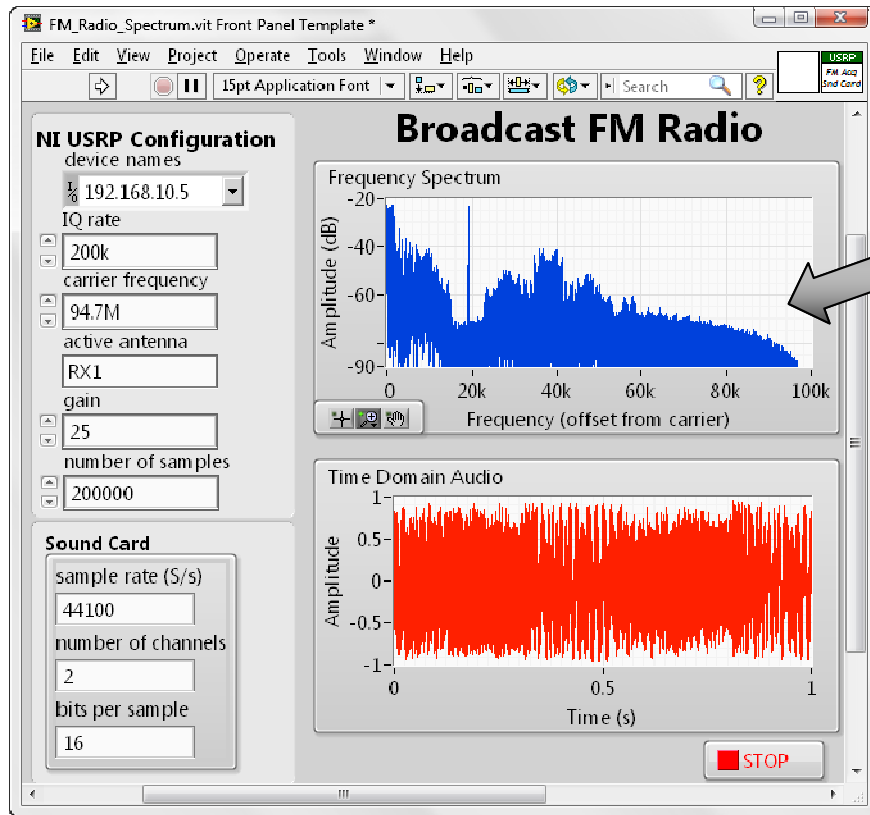 FM_Radio_Spectrum.vit Front Panel Template *
File Edit View Project Operate Tools Window Help
15pt Application Font
Search
USRP
FM Acq
Snd Card
NI USRP Configuration
device names
192.168.10.5
IQ rate
200k
carrier frequency
94.7M
active antenna
RX1
gain
25
number of samples
200000
Sound Card
sample rate (S/s)
44100
number of channels
2
bits per sample
16
Broadcast FM Radio
Frequency Spectrum
Amplitude (dB)
-20
-40
-60
-90
0 20k 40k 60k 80k 100k
Frequency (offset from carrier)
Time Domain Audio
Amplitude
1
0.5
0
-0.5
-1
0 0.5 1
Time (s)
STOP